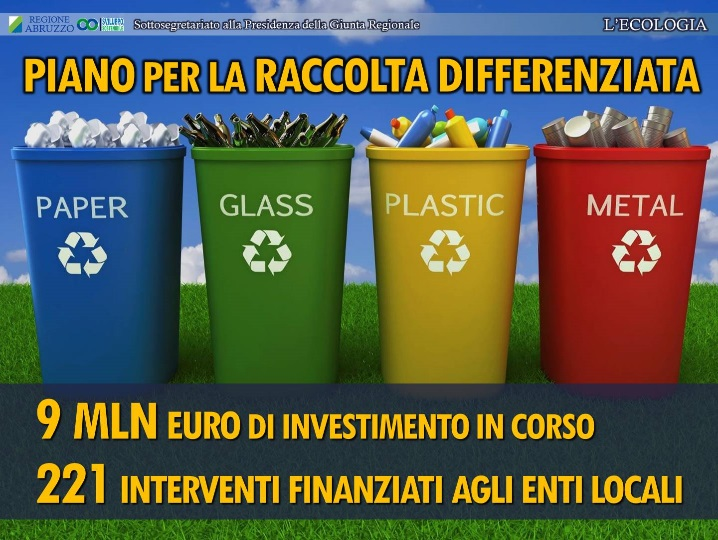 REGIONE ABRUZZO
Sottosegretariato alla Presidenza della Giunta Regionale
L'ECOLOGIA
PIANO PER LA RACCOLTA DIFFERENZIATA
PAPER
GLASS
PLASTIC
METAL
9 MLN EURO DI INVESTIMENTO IN CORSO
221 INTERVENTI FINANZIATI AGLI ENTI LOCALI